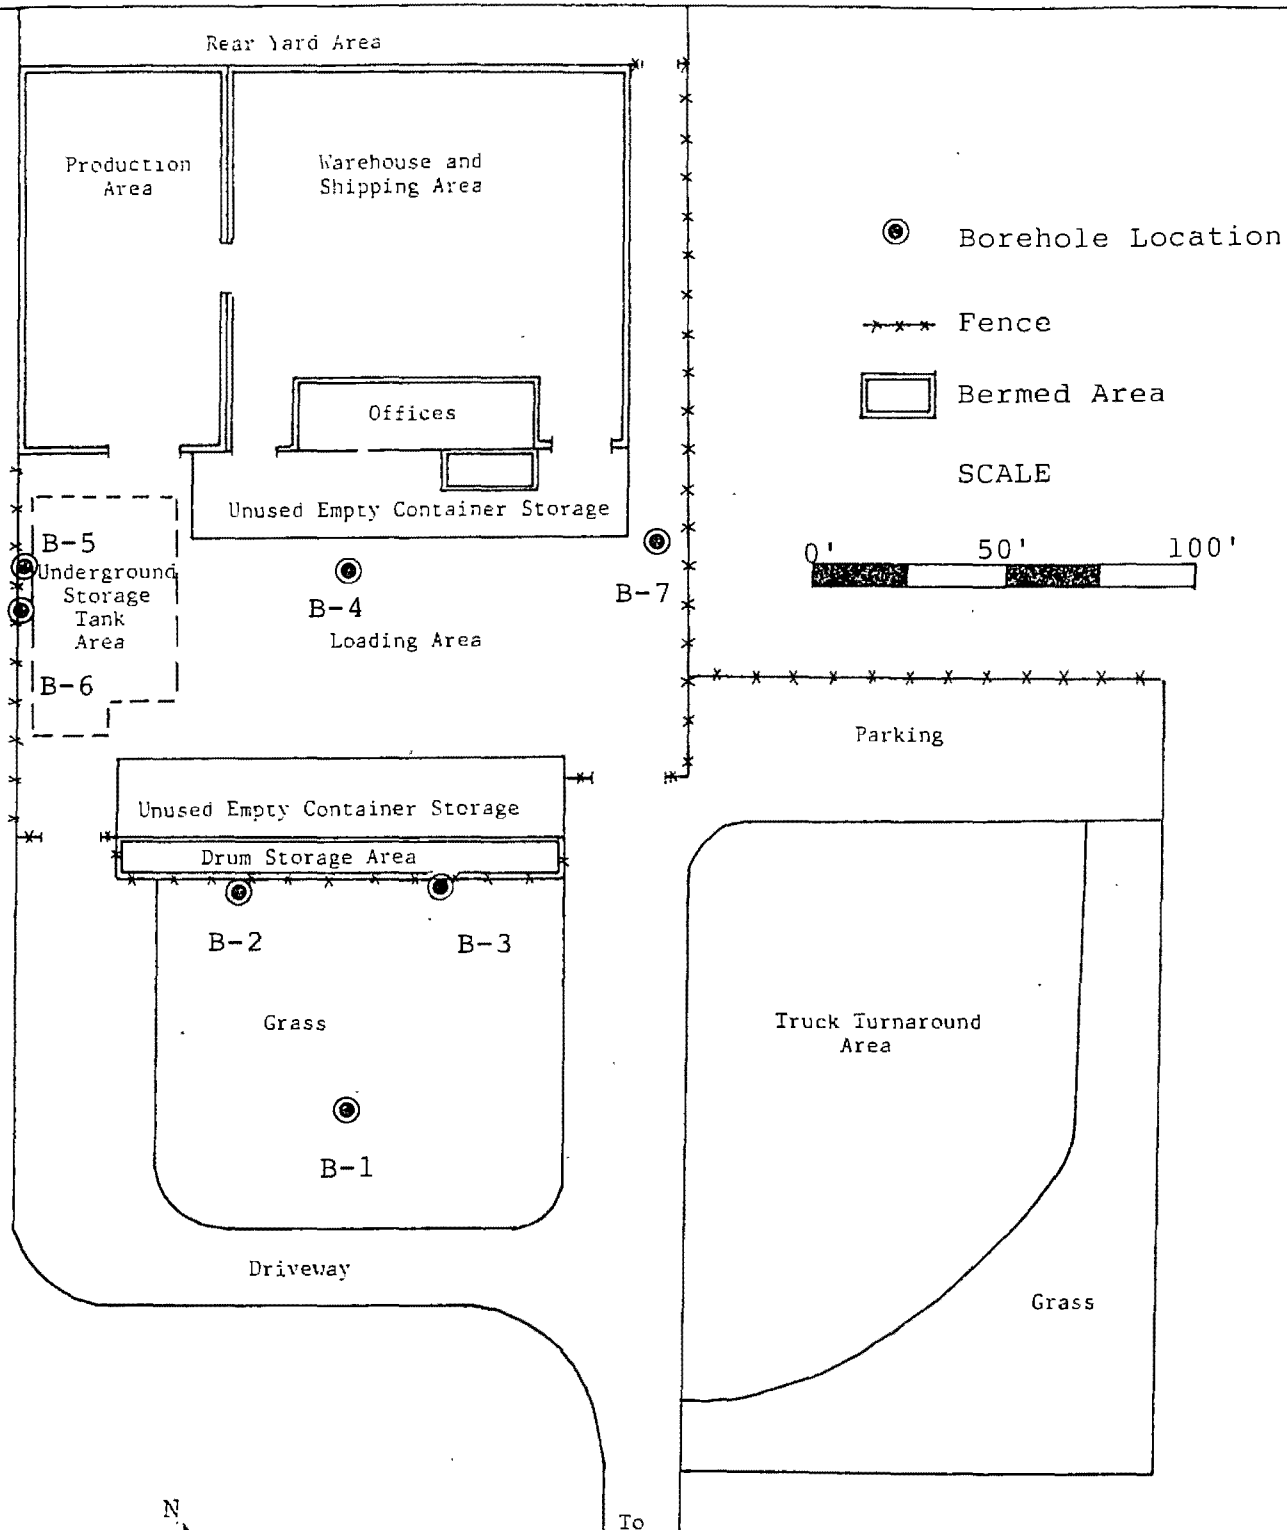 Rear Yard Area
Production
Area
Warehouse and
Shipping Area
Borehole Location
Fence
Bermed Area
SCALE
0' 50' 100'
Offices
Unused Empty Container Storage
B-5
Underground
Storage
Tank
Area
B-6
B-4
Loading Area
B-7
Parking
Unused Empty Container Storage
Drum Storage Area
B-2
B-3
Grass
Truck Turnaround
Area
B-1
Driveway
Grass
N
To